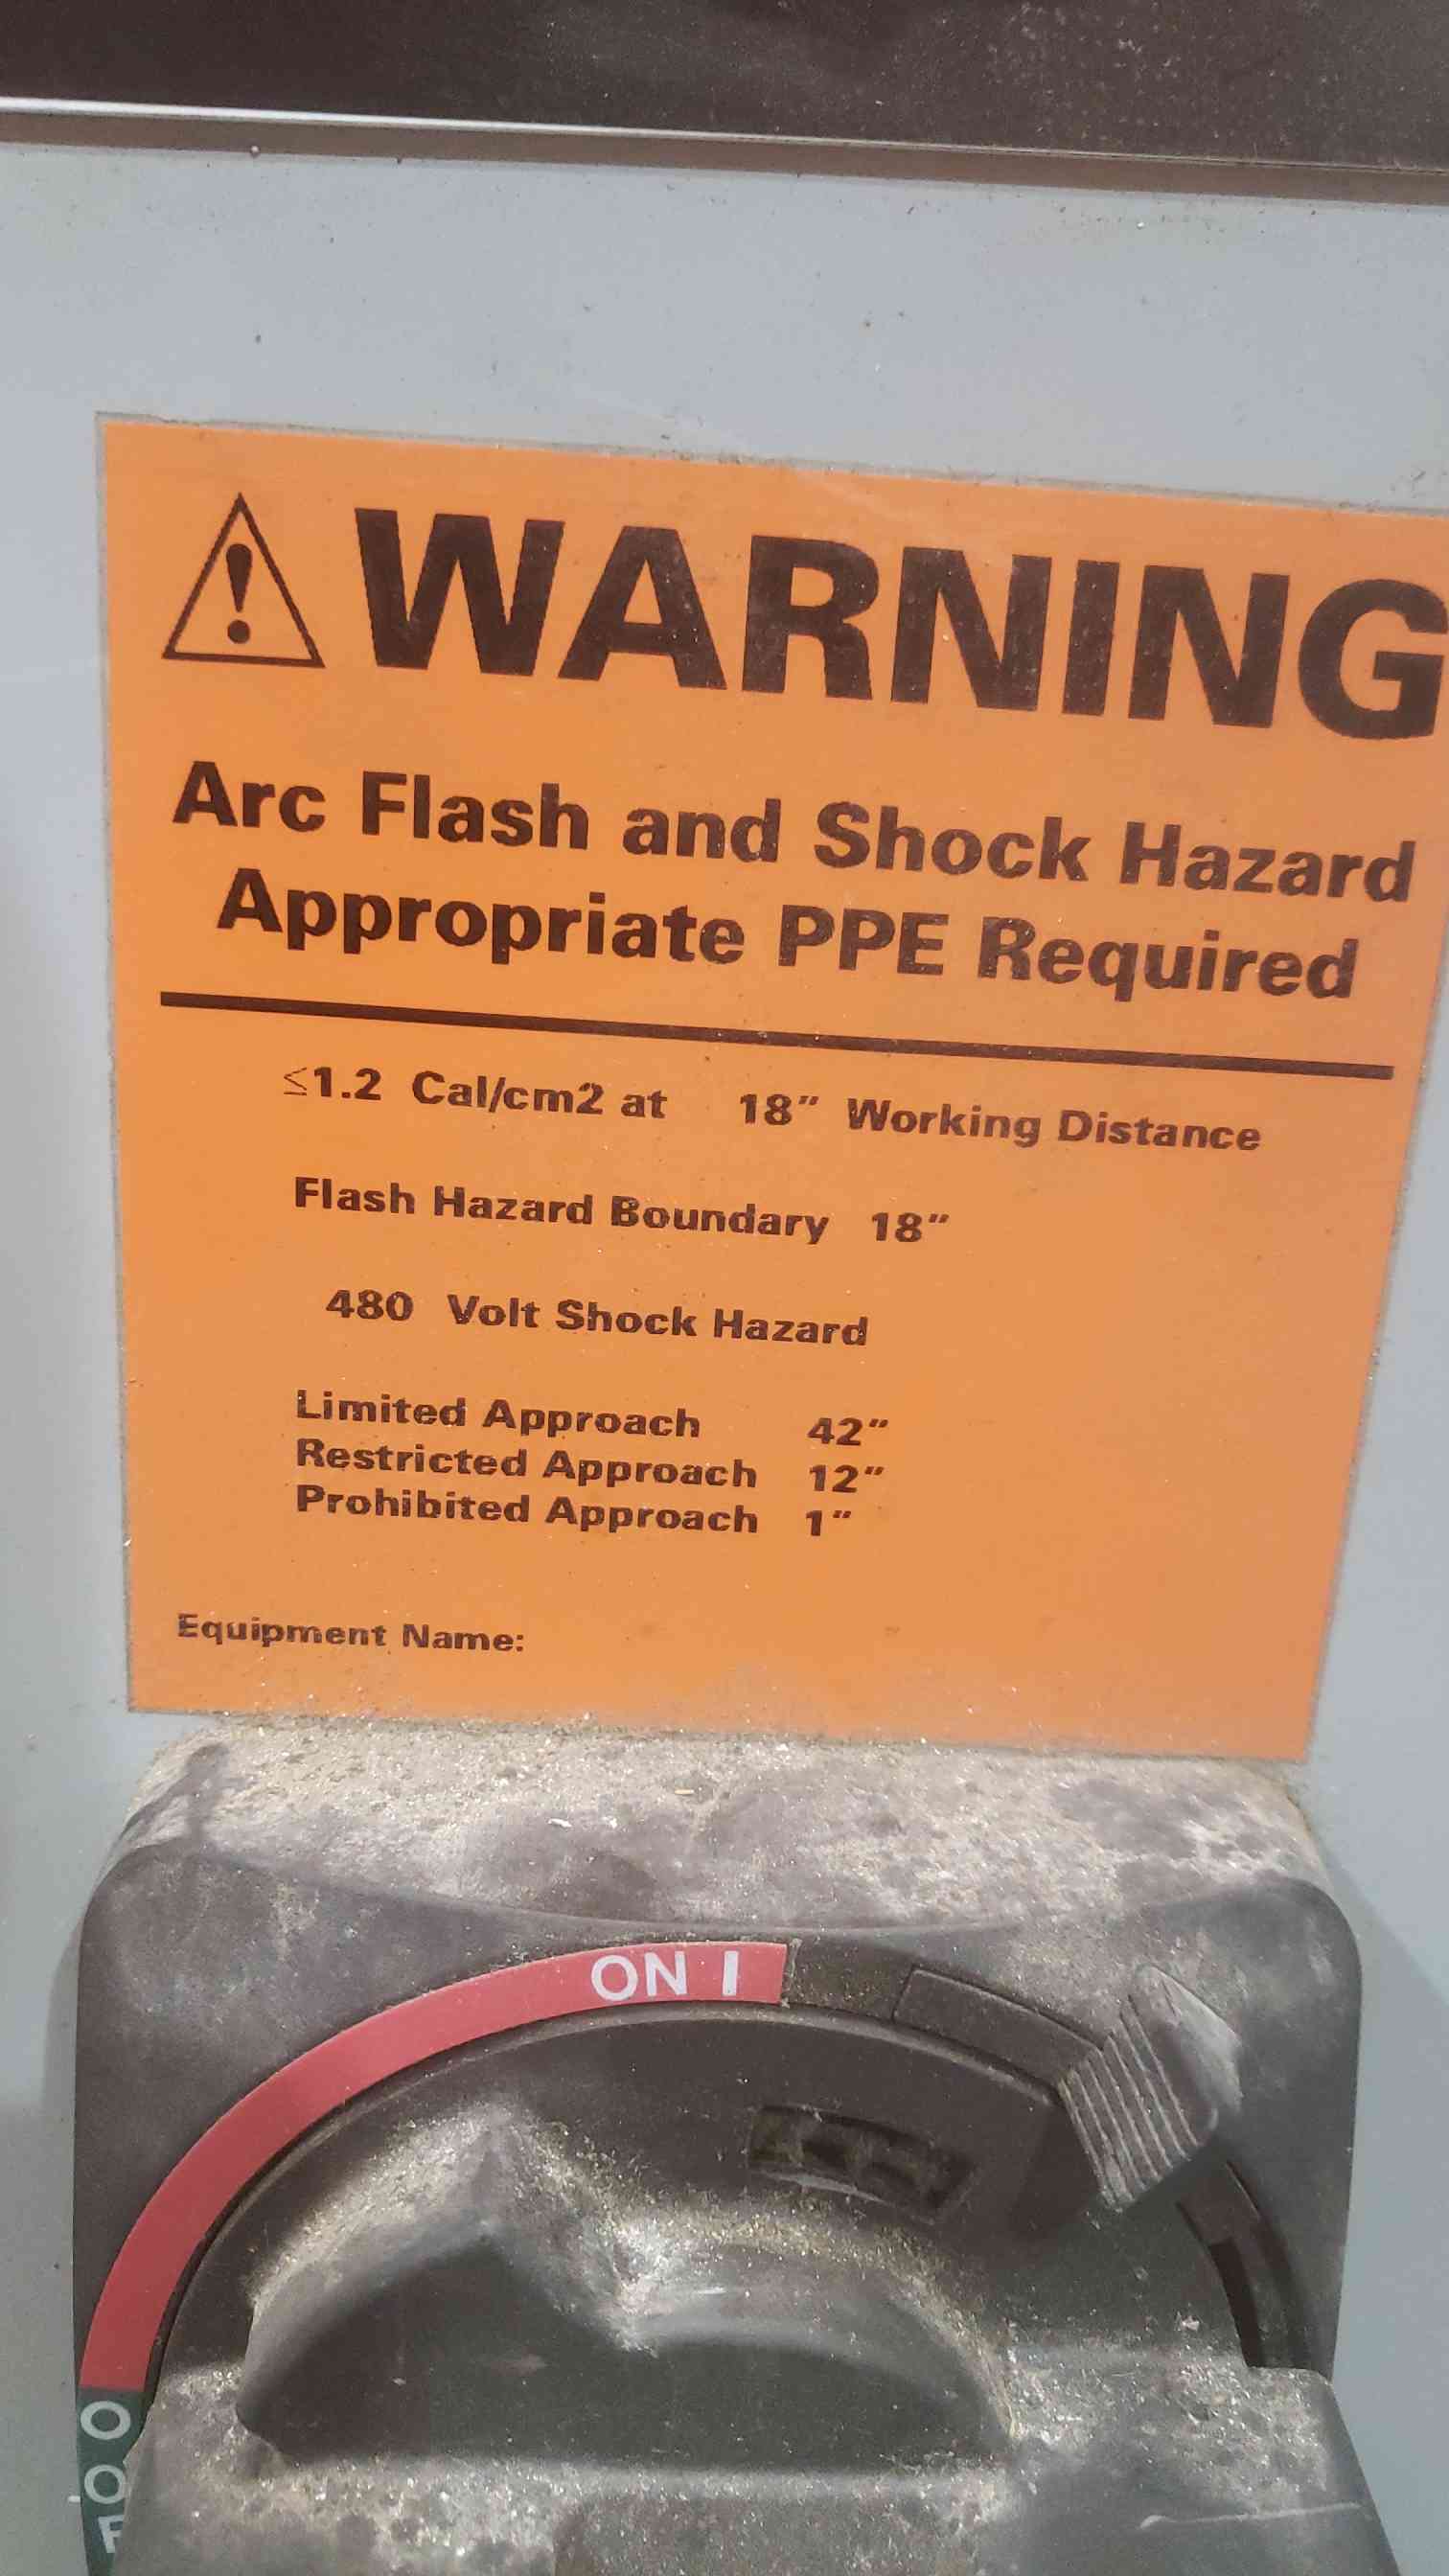 WARNING
Arc Flash and Shock Hazard
Appropriate PPE Required
≤1.2 Cal/cm2 at 18" Working Distance
Flash Hazard Boundary 18"
480 Volt Shock Hazard
Limited Approach 42"
Restricted Approach 12"
Prohibited Approach 1"
Equipment Name:
ON I
O